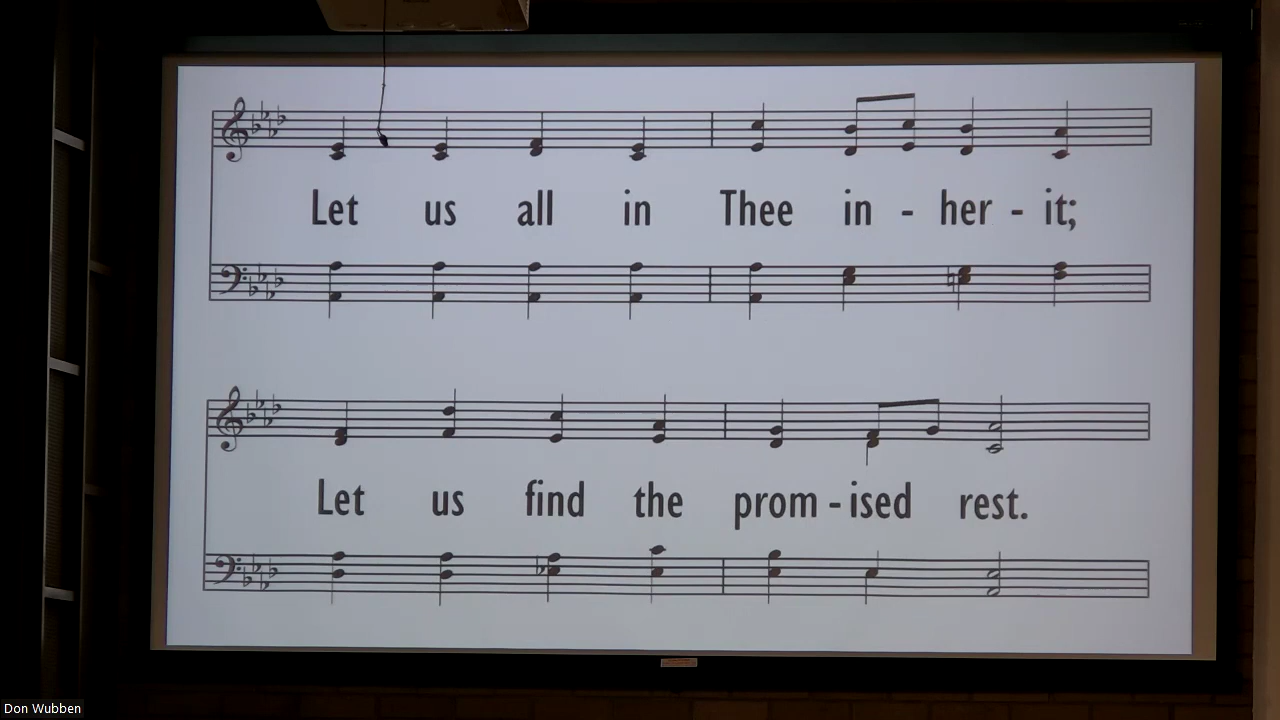 Let us all in Thee in - her - it;
Let us find the prom - ised rest.
Don Wubben